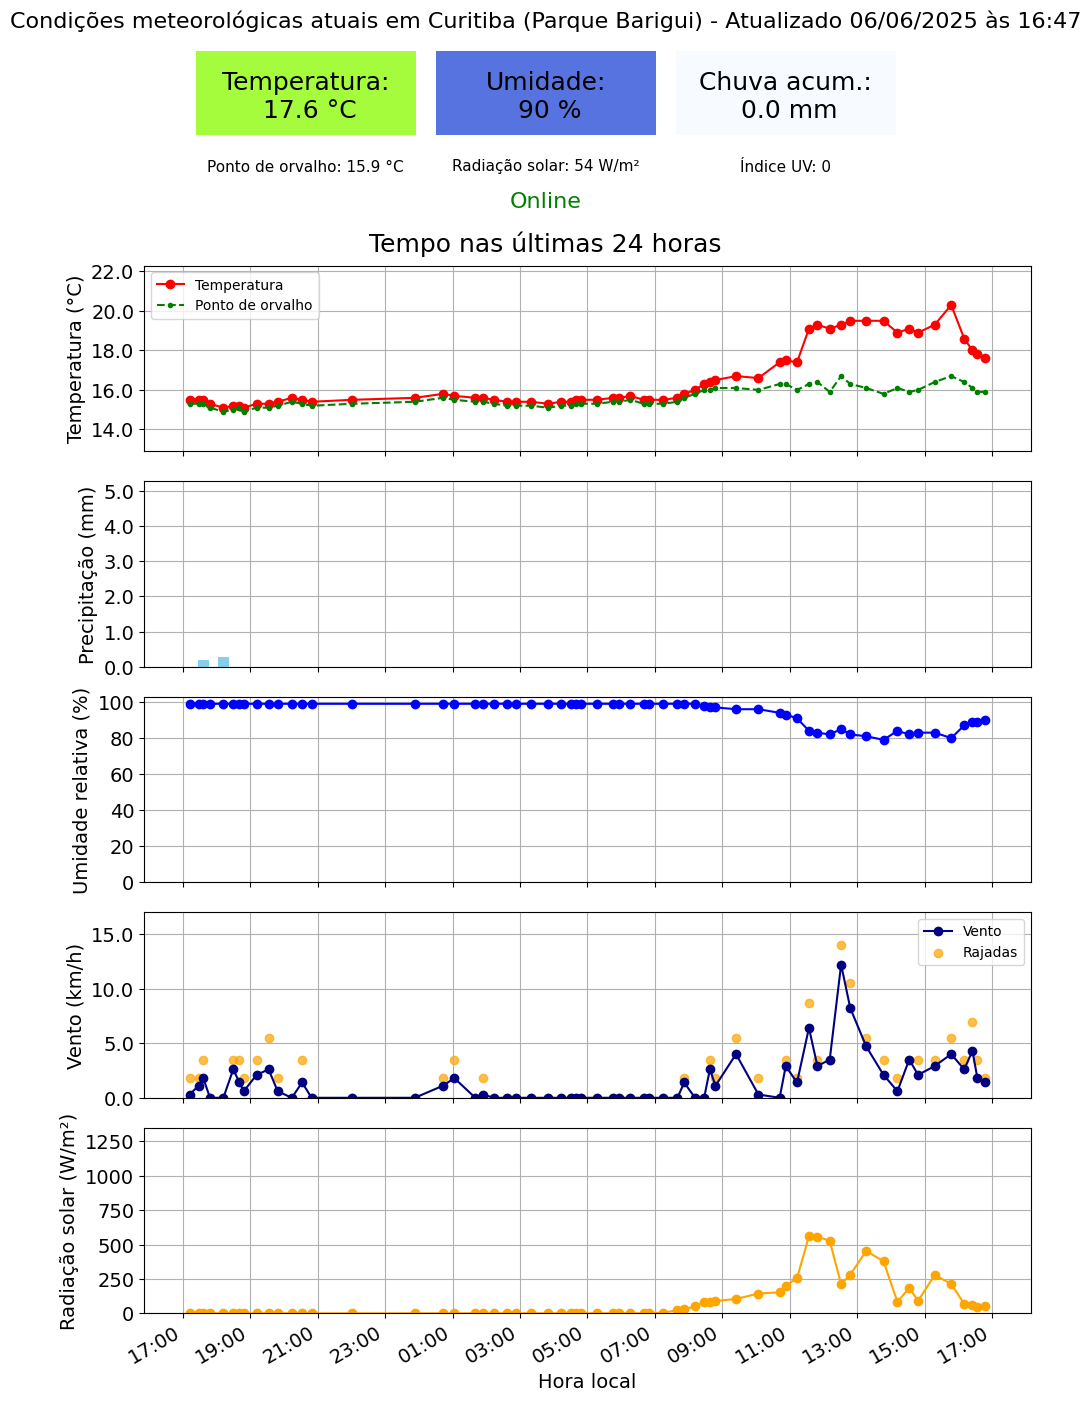 Condições meteorológicas atuais em Curitiba (Parque Barigui) - Atualizado 06/06/2025 às 16:47
Temperatura:
17.6 °C
Umidade:
90 %
Chuva acum.:
0.0 mm
Ponto de orvalho: 15.9 °C
Radiação solar: 54 W/m²
Índice UV: 0
Online
Tempo nas últimas 24 horas
Temperatura (°C)
22.0
20.0
18.0
16.0
14.0
Temperatura
Ponto de orvalho
Precipitação (mm)
5.0
4.0
3.0
2.0
1.0
0.0
Umidade relativa (%)
100
80
60
40
20
0
Vento (km/h)
15.0
10.0
5.0
0.0
Vento
Rajadas
Radiação solar (W/m²)
1250
1000
750
500
250
0
17:00
19:00
21:00
23:00
01:00
03:00
05:00
07:00
09:00
11:00
13:00
15:00
17:00
Hora local